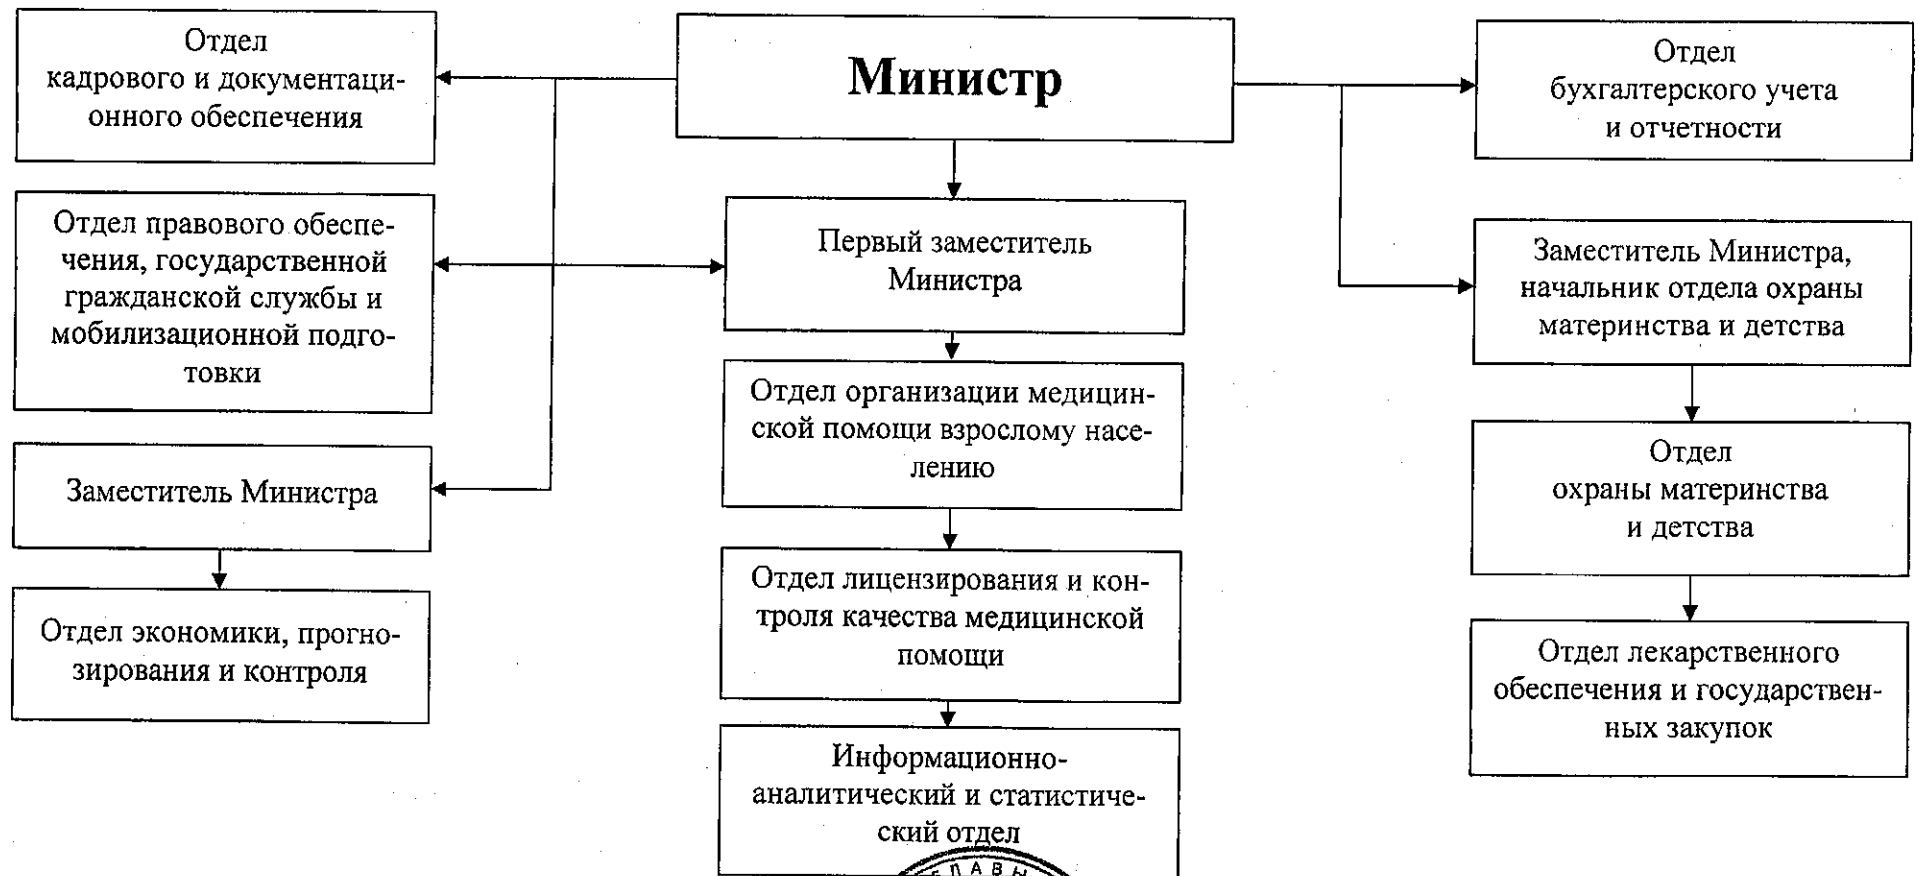 Отдел
кадрового и документаци-
онного обеспечения
Министр
Отдел
бухгалтерского учета
и отчетности
Отдел правового обеспе-
чения, государственной
гражданской службы и
мобилизационной подго-
товки
Первый заместитель
Министра
Заместитель Министра,
начальник отдела охраны
материнства и детства
Отдел организации медицин-
ской помощи взрослому насе-
лению
Заместитель Министра
Отдел
охраны материнства
и детства
Отдел лицензирования и кон-
троля качества медицинской
помощи
Отдел экономики, прогно-
зирования и контроля
Отдел лекарственного
обеспечения и государствен-
ных закупок
Информационно-
аналитический и статистиче-
ский отдел